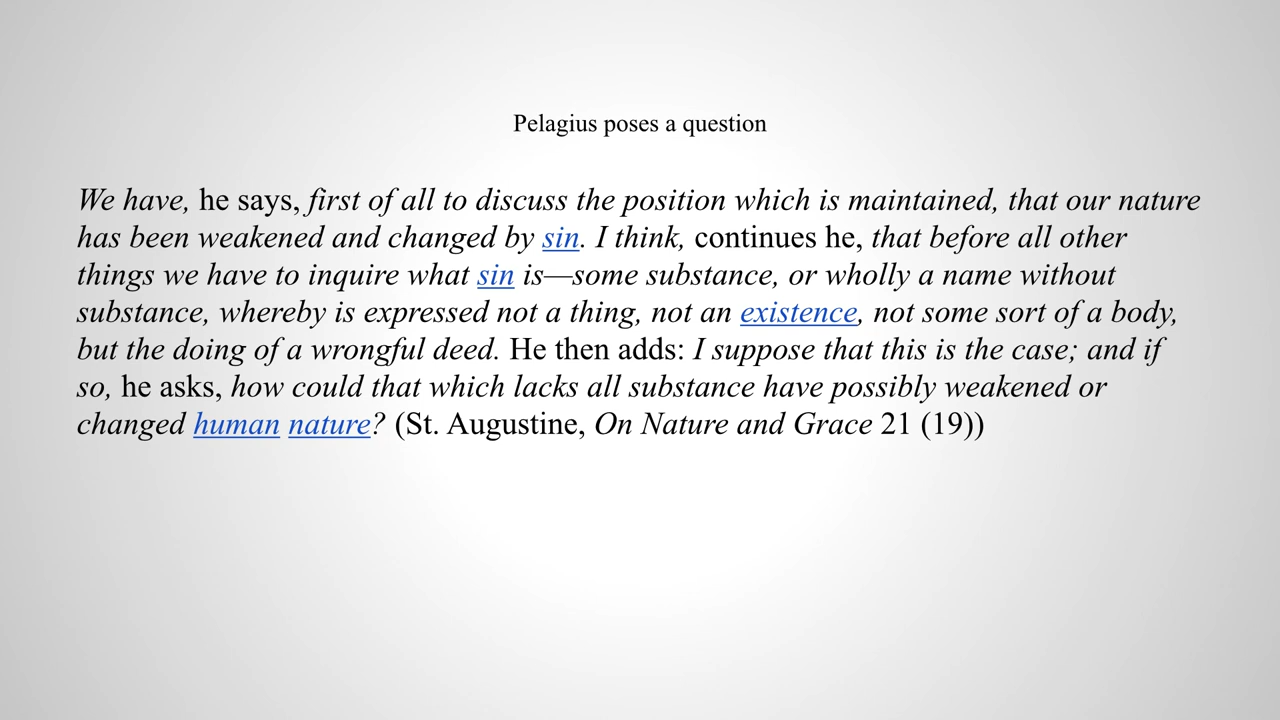 Pelagius poses a question
We have, he says, first of all to discuss the position which is maintained, that our nature
has been weakened and changed by sin. I think, continues he, that before all other
things we have to inquire what sin is—some substance, or wholly a name without
substance, whereby is expressed not a thing, not an existence, not some sort of a body,
but the doing of a wrongful deed. He then adds: I suppose that this is the case; and if
so, he asks, how could that which lacks all substance have possibly weakened or
changed human nature? (St. Augustine, On Nature and Grace 21 (19))